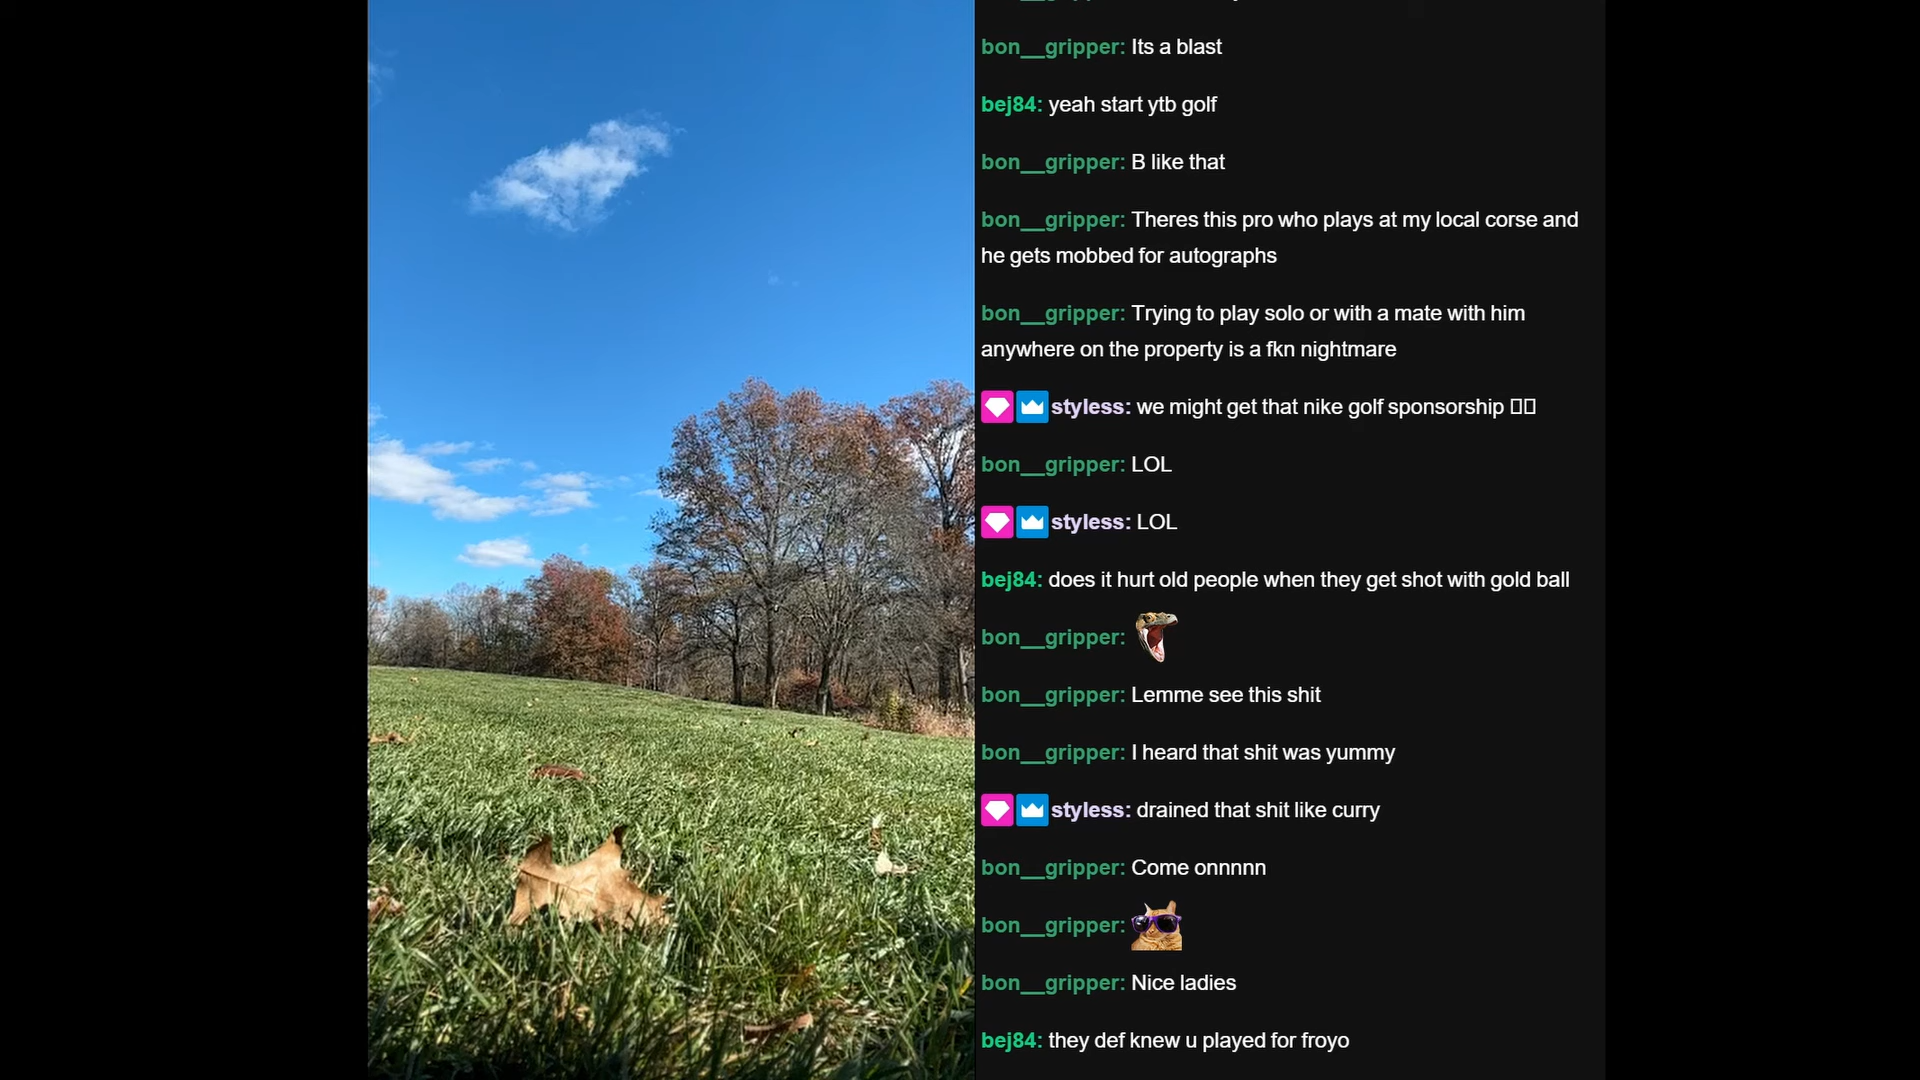 bon__gripper: Its a blast
bej84: yeah start ytb golf
bon__gripper: B like that
bon__gripper: Theres this pro who plays at my local corse and
he gets mobbed for autographs
bon__gripper: Trying to play solo or with a mate with him
anywhere on the property is a fkn nightmare
styless: we might get that nike golf sponsorship
bon__gripper: LOL
styless: LOL
bej84: does it hurt old people when they get shot with gold ball
bon__gripper:
bon__gripper: Lemme see this shit
bon__gripper: I heard that shit was yummy
styless: drained that shit like curry
bon__gripper: Come onnnnn
bon__gripper:
bon__gripper: Nice ladies
bej84: they def knew u played for froyo